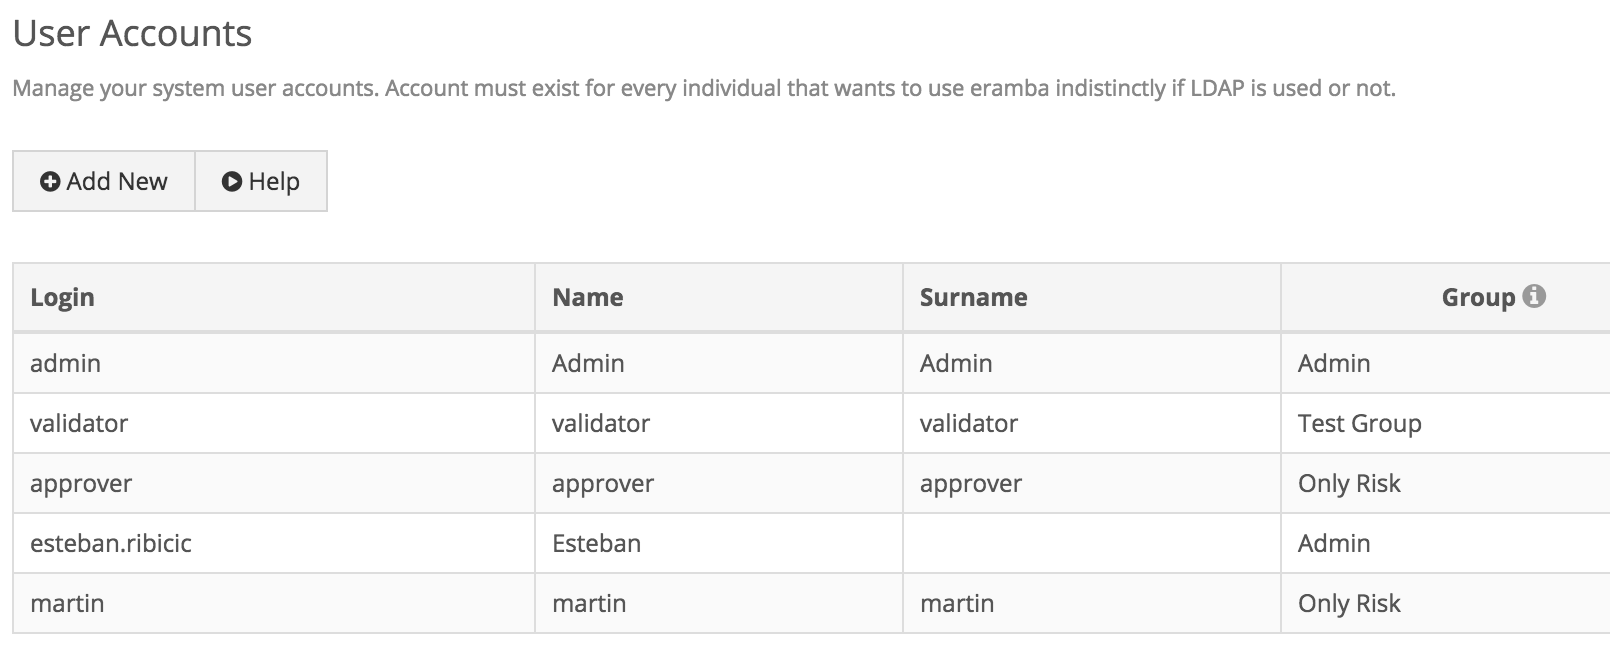 User Accounts
Manage your system user accounts. Account must exist for every individual that wants to use eramba indistinctly if LDAP is used or not.
Add New Help
Login Name Surname Group
admin Admin Admin Admin
validator validator validator Test Group
approver approver approver Only Risk
esteban.ribicic Esteban Admin
martin martin martin Only Risk